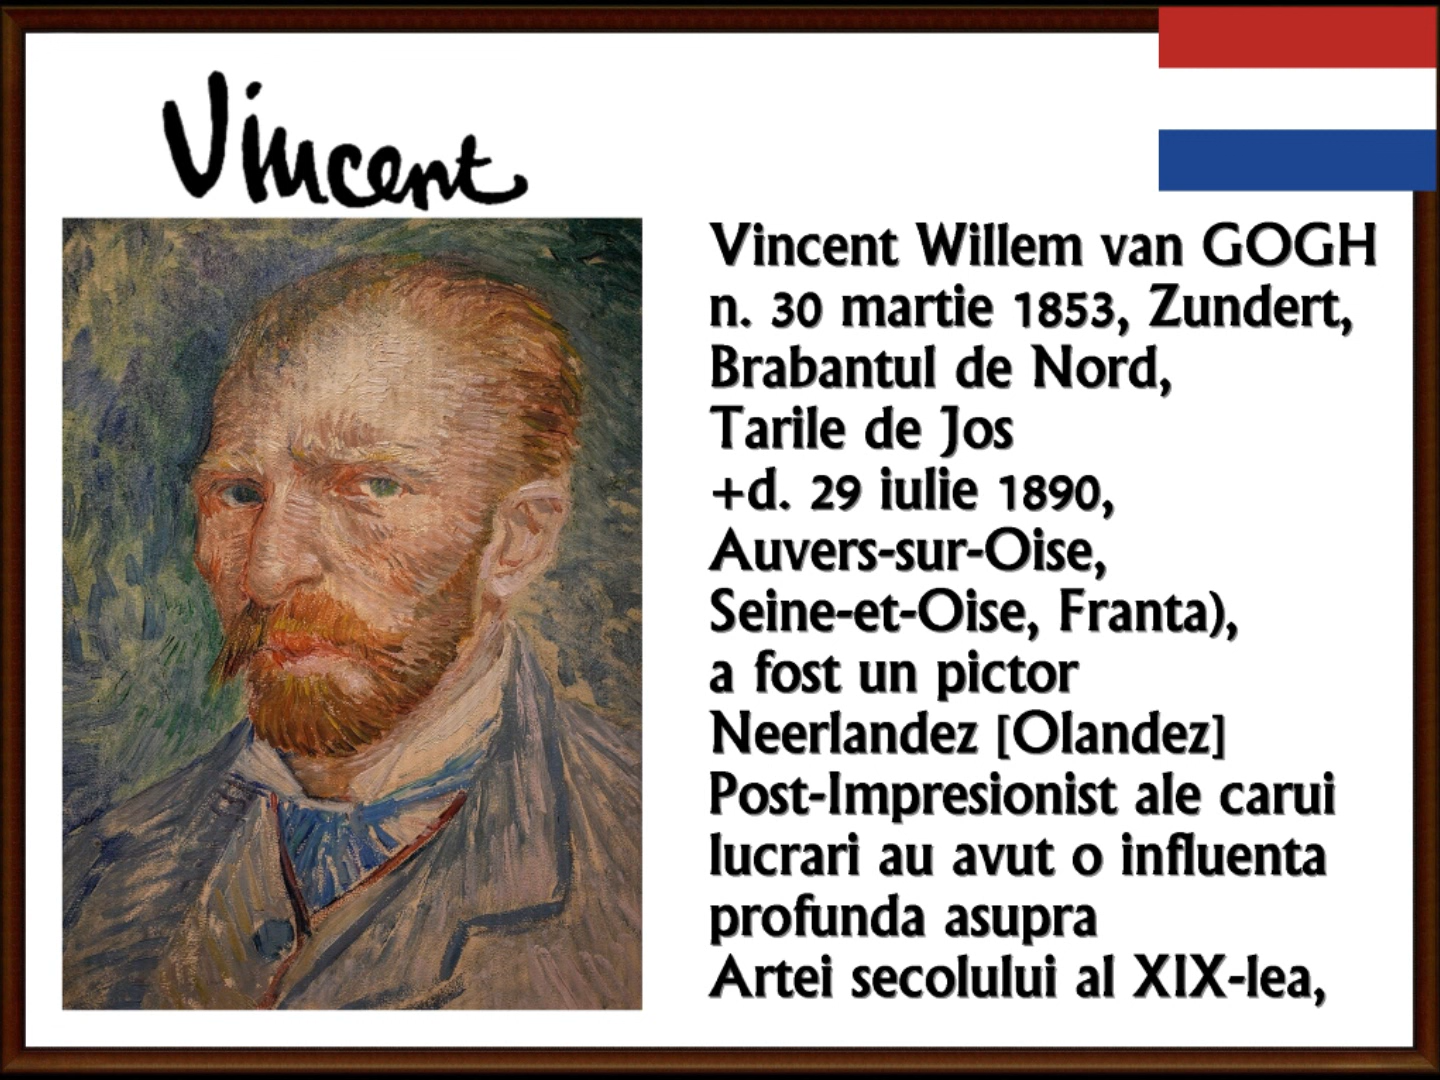 Vincent
Vincent Willem van GOGH
n. 30 martie 1853, Zundert,
Brabantul de Nord,
Tarile de Jos
+d. 29 iulie 1890,
Auvers-sur-Oise,
Seine-et-Oise, Franta),
a fost un pictor
Neerlandez [Olandez]
Post-Impresionist ale carui
lucrari au avut o influenta
profunda asupra
Artei secolului al XIX-lea,